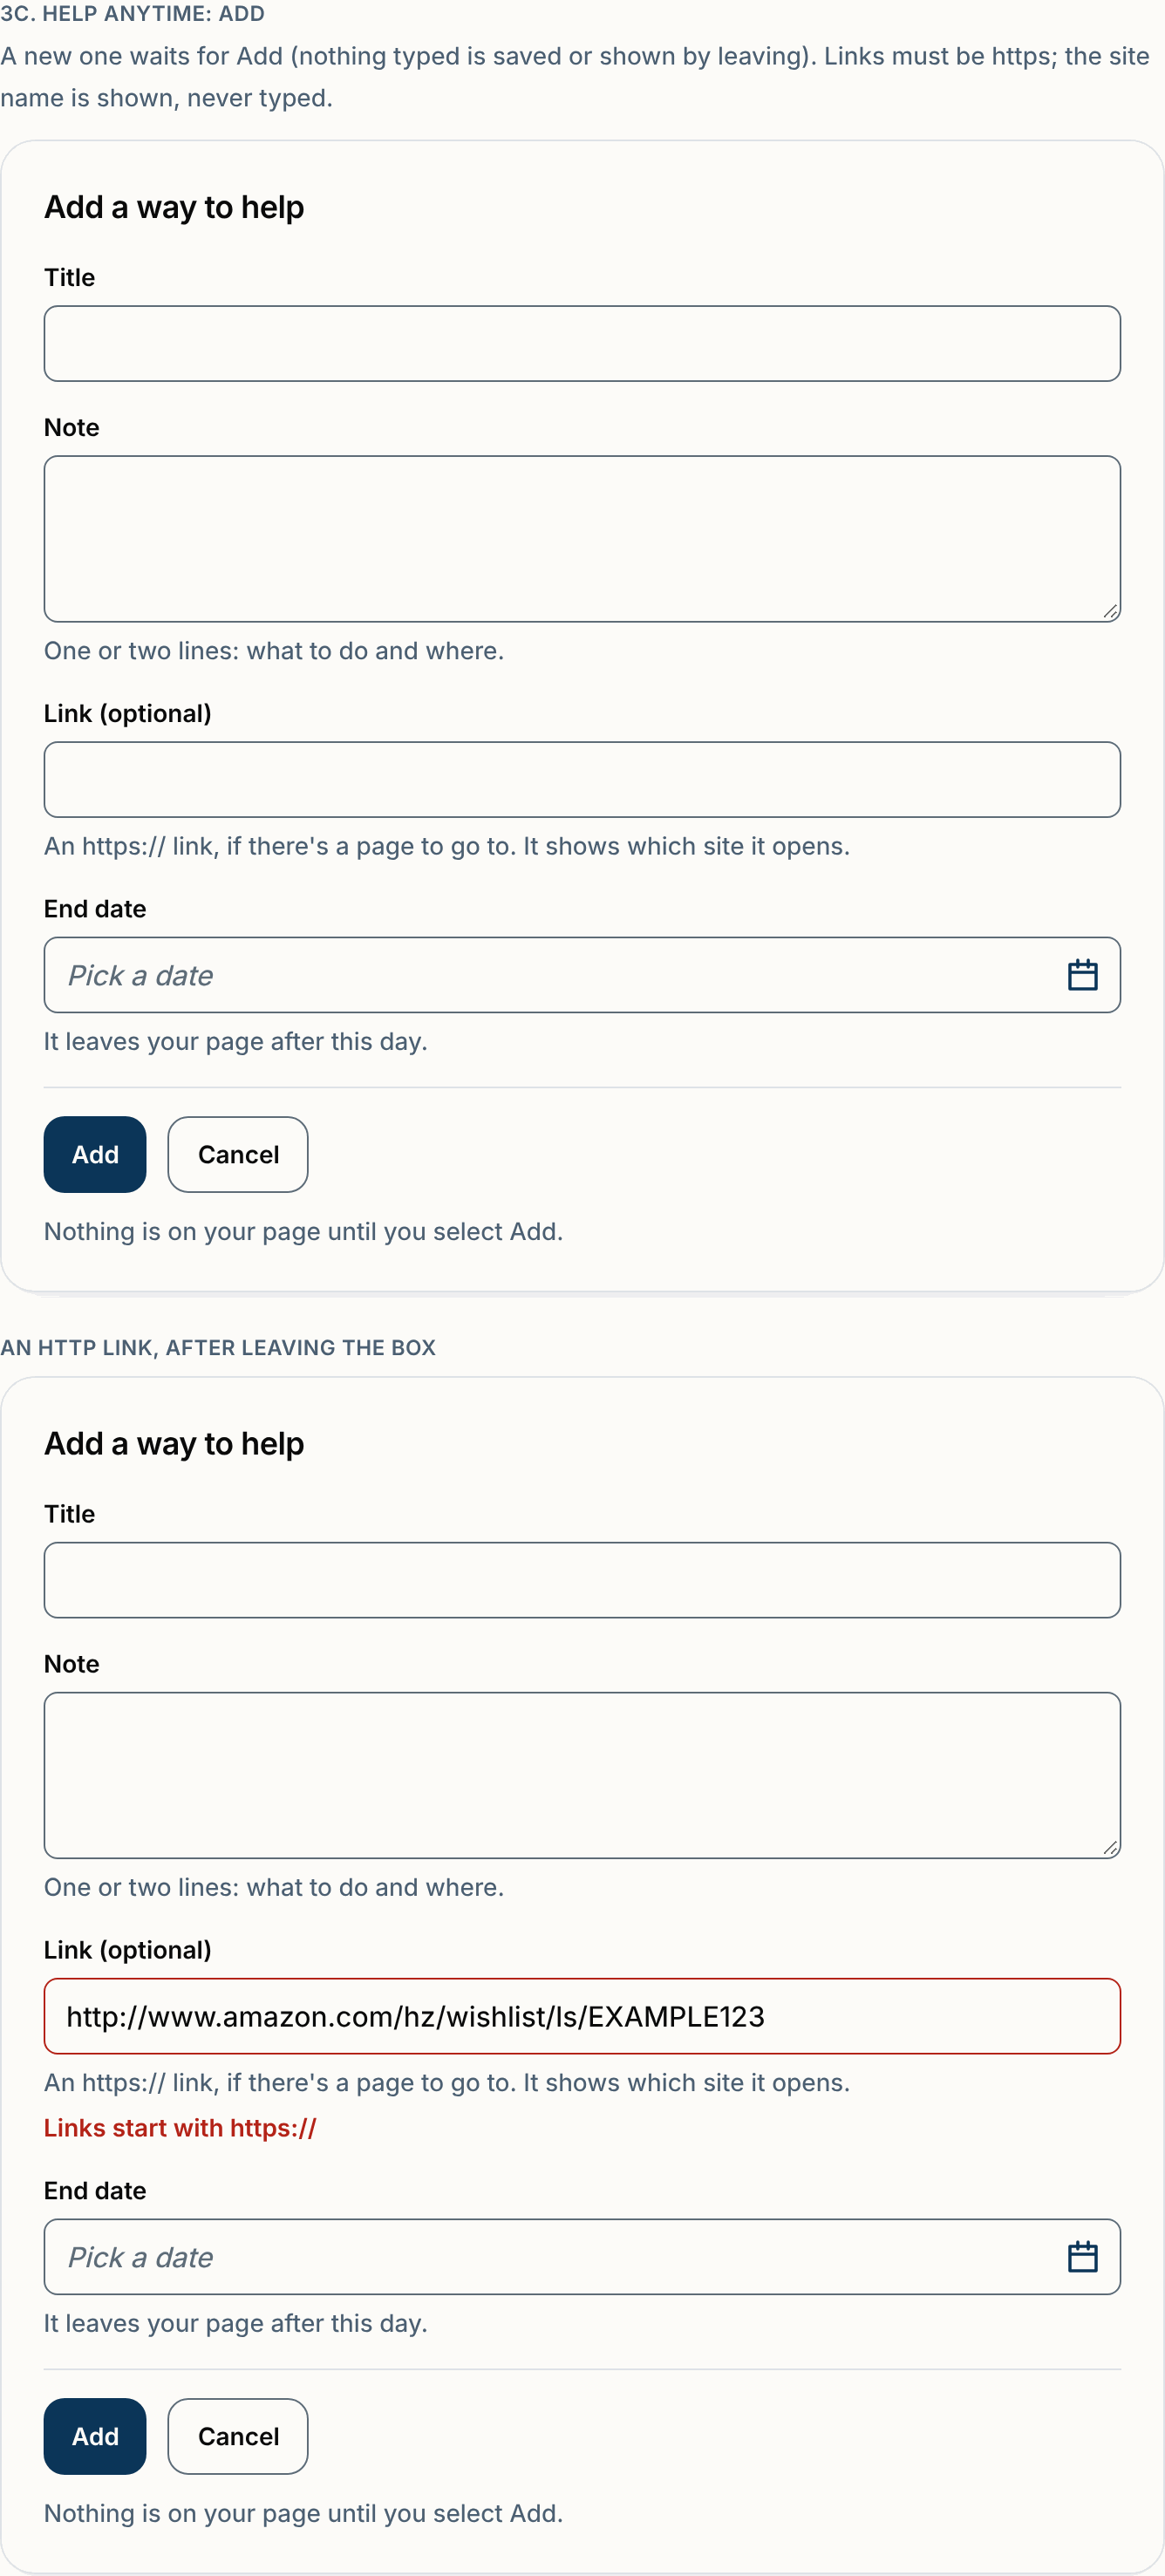 3C. HELP ANYTIME: ADD
A new one waits for Add (nothing typed is saved or shown by leaving). Links must be https; the site
name is shown, never typed.
Add a way to help
Title
Note
One or two lines: what to do and where.
Link (optional)
An https:// link, if there's a page to go to. It shows which site it opens.
End date
Pick a date
It leaves your page after this day.
Add Cancel
Nothing is on your page until you select Add.
AN HTTP LINK, AFTER LEAVING THE BOX
Add a way to help
Title
Note
One or two lines: what to do and where.
Link (optional)
http://www.amazon.com/hz/wishlist/ls/EXAMPLE123
An https:// link, if there's a page to go to. It shows which site it opens.
Links start with https://
End date
Pick a date
It leaves your page after this day.
Add Cancel
Nothing is on your page until you select Add.